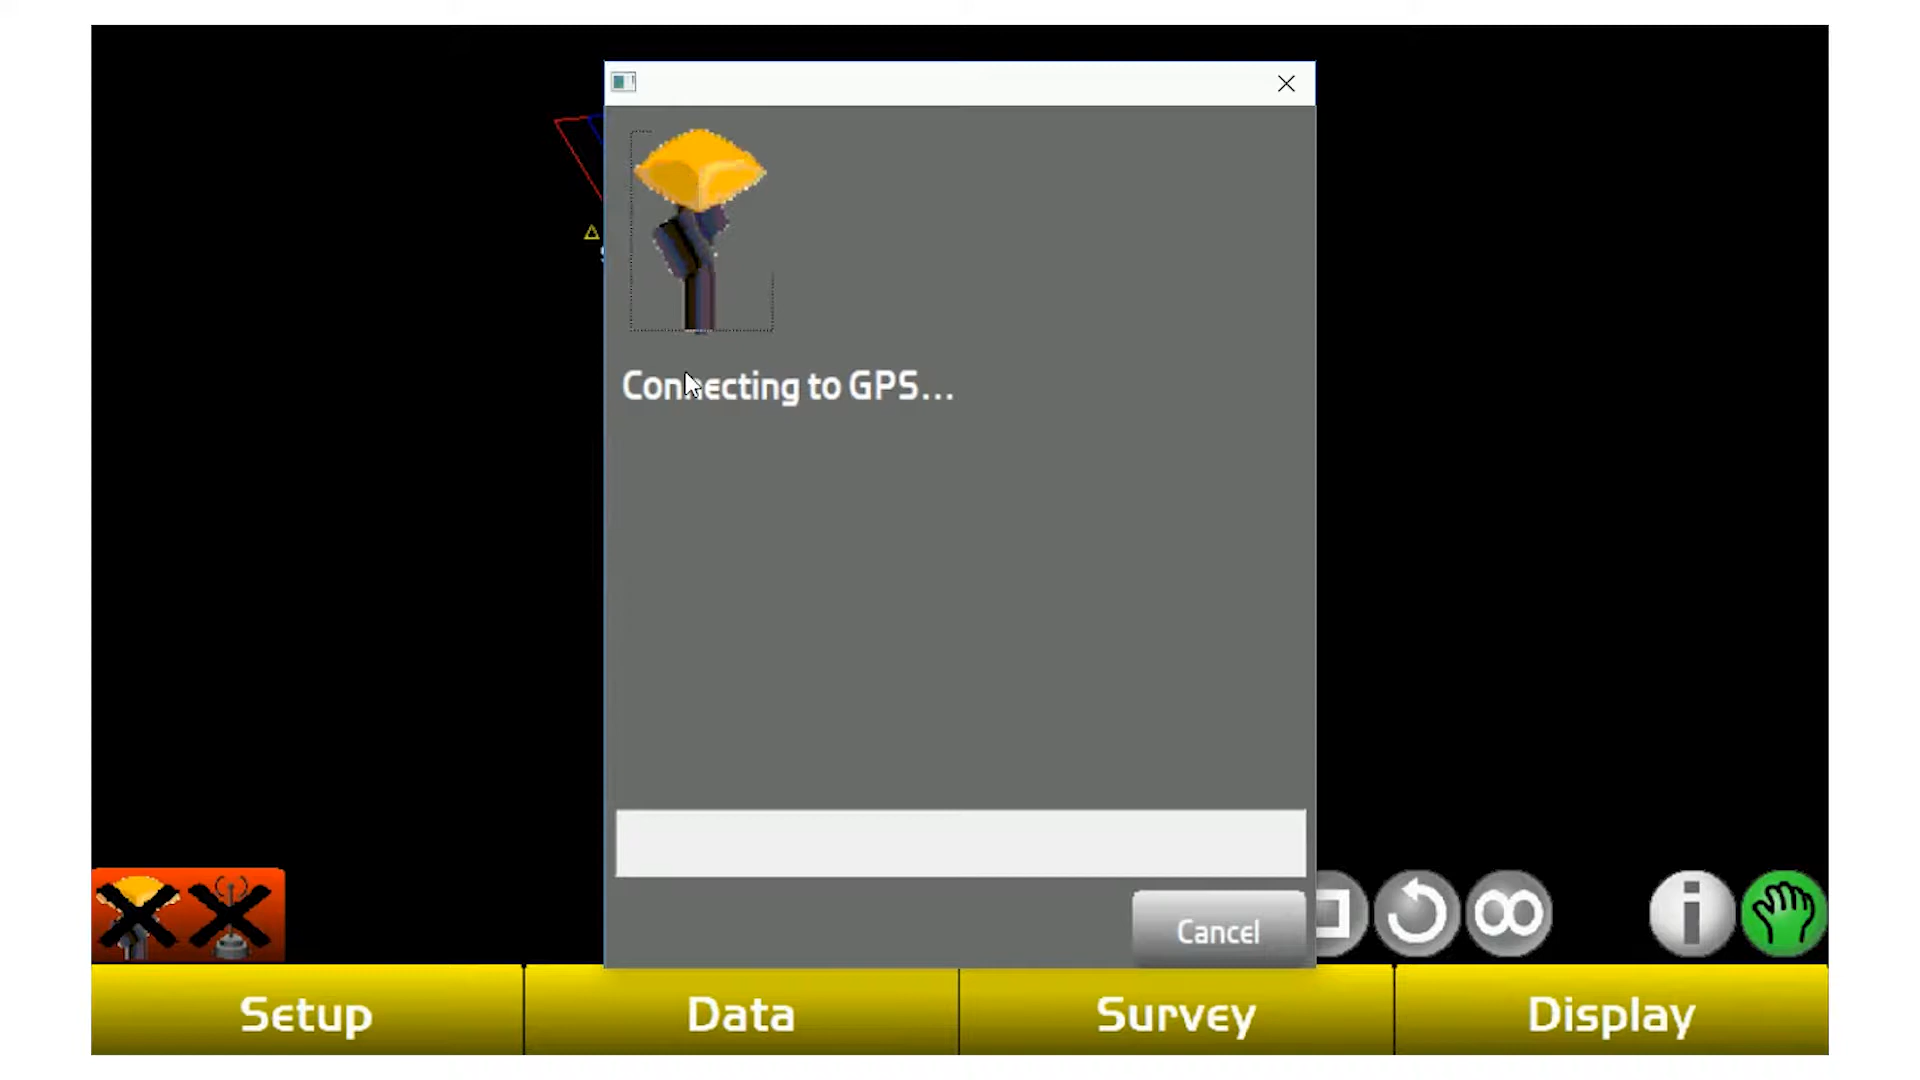 Connecting to GPS...
Cancel
Setup
Data
Survey
Display